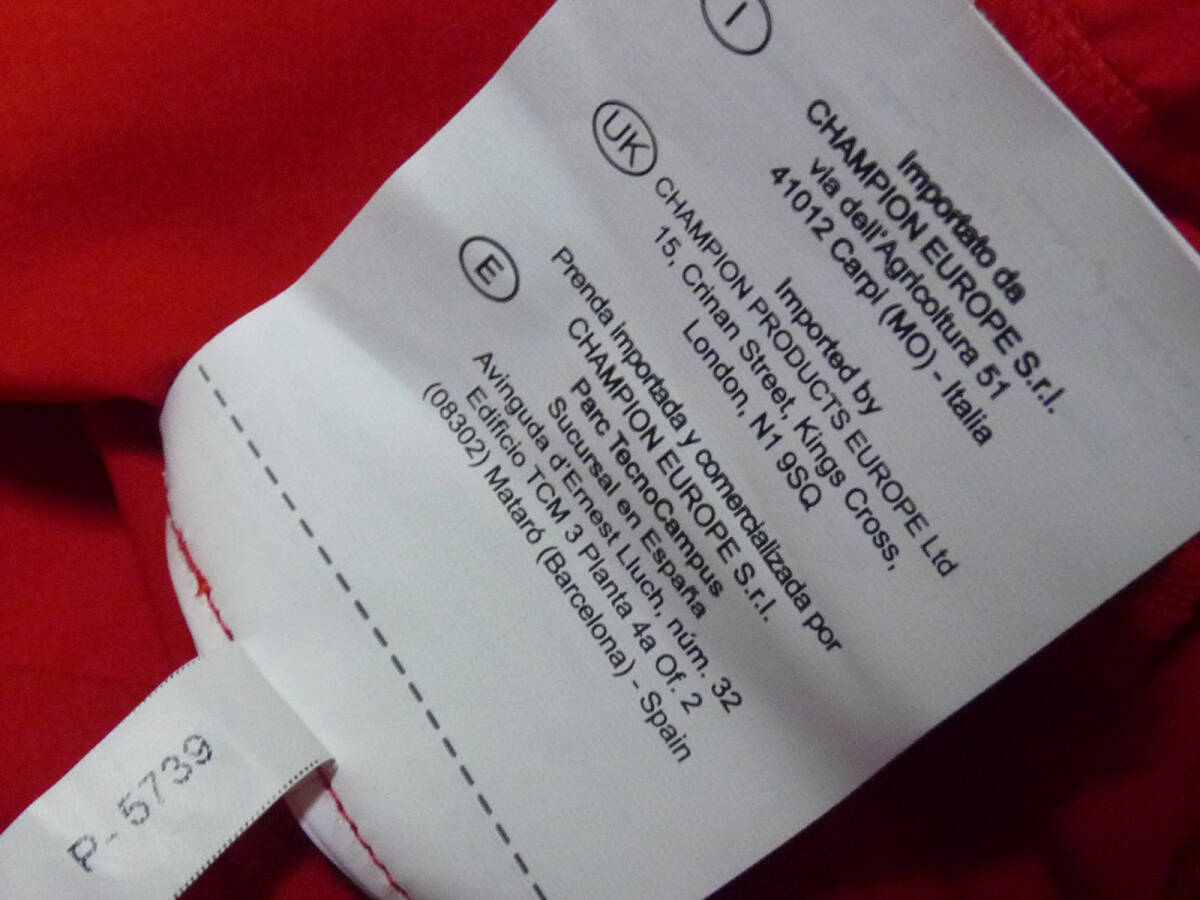 I
Importato da
CHAMPION EUROPE S.r.l.
via dell'Agricoltura 51
41012 Carpi (MO) - Italia
UK
Imported by
CHAMPION PRODUCTS EUROPE Ltd
15, Crinan Street, Kings Cross,
London, N1 9SQ
E
Prenda importada y comercializada por
CHAMPION EUROPE S.r.l.
Parc TecnoCampus
Sucursal en España
Avinguda d'Ernest Lluch, núm. 32
Edificio TCM 3 Planta 4a Of. 2
(08302) Mataró (Barcelona) - Spain
P-5739